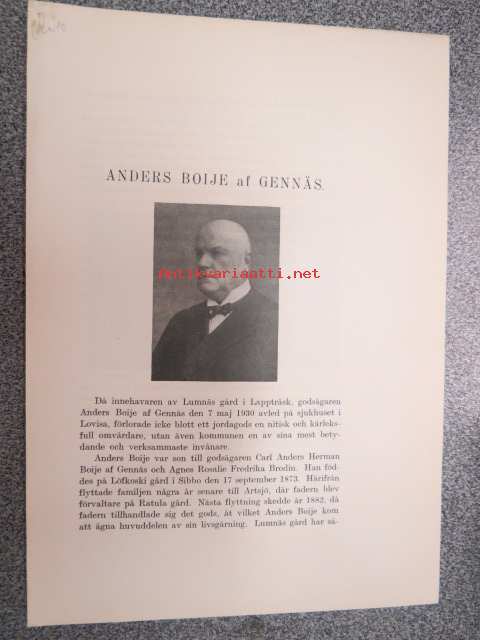 ANDERS BOIJE af GENNÄS.
Antikvariaatti.net
Då innehavaren av Lumnäs gård i Lappträsk, godsägaren
Anders Boije af Gennäs den 7 maj 1930 avled på sjukhuset i
Lovisa, förlorade icke blott ett jordagods en nitisk och kärleks-
full omvårdare, utan även kommunen en av sina mest bety-
dande och verksammaste invånare.
Anders Boije var son till godsägaren Carl Anders Herman
Boije af Gennäs och Agnes Rosalie Fredrika Brodin. Han föd-
des på Löfkoski gård i Sibbo den 17 september 1873. Härifrån
flyttade familjen några år senare till Artsjö, där fadern blev
förvaltare på Ratula gård. Nästa flyttning skedde år 1882, då
fadern tillhandlade sig det gods, åt vilket Anders Boije kom
att ägna huvuddelen av sin livsgärning. Lumnäs gård har så-